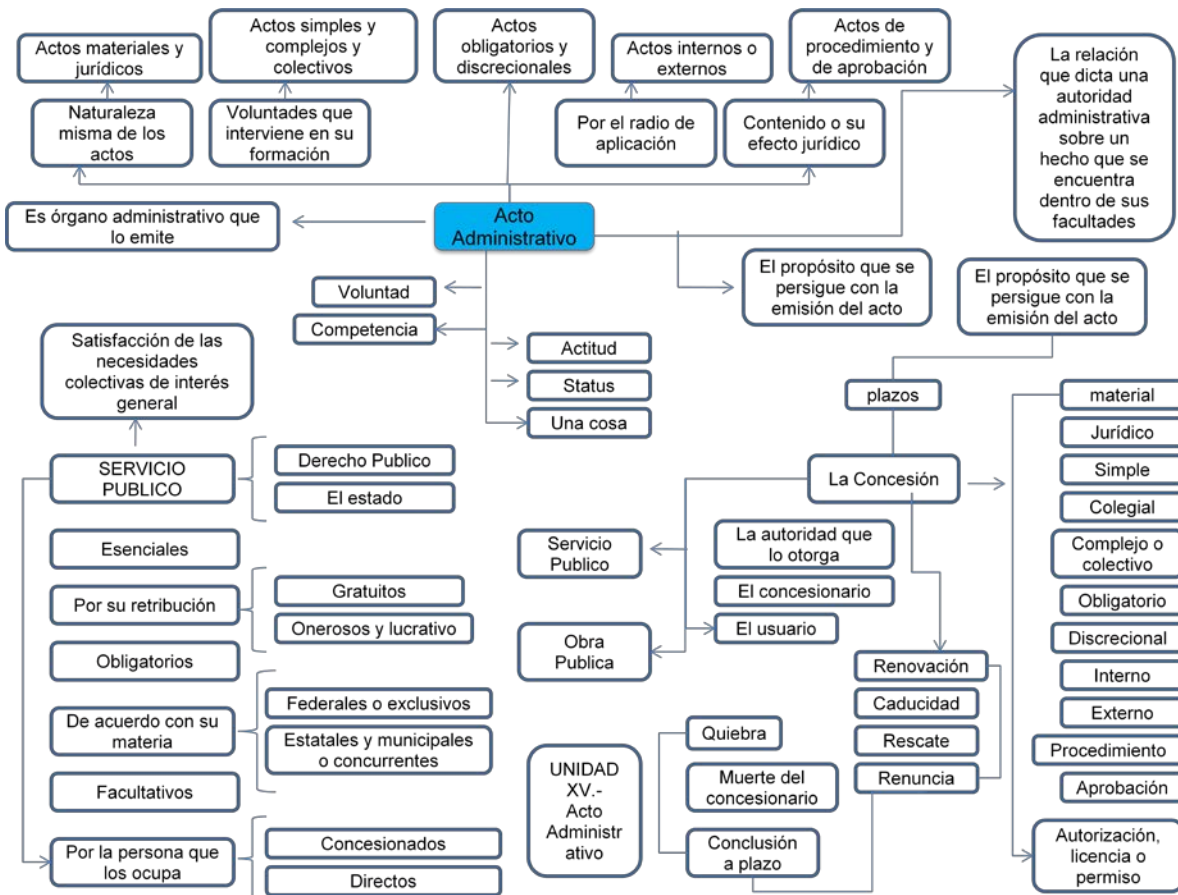 Actos materiales y
jurídicos
Actos simples y
complejos y
colectivos
Actos
obligatorios y
discrecionales
Actos internos o
externos
Actos de
procedimiento y
de aprobación
La relación
que dicta una
autoridad
administrativa
sobre un
hecho que se
encuentra
dentro de sus
facultades
Naturaleza
misma de los
actos
Voluntades que
interviene en su
formación
Por el radio de
aplicación
Contenido o su
efecto jurídico
Es órgano administrativo que
lo emite
Acto
Administrativo
El propósito que se
persigue con la
emisión del acto
El propósito que se
persigue con la
emisión del acto
Voluntad
Competencia
Actitud
Status
Una cosa
Satisfacción de las
necesidades
colectivas de interés
general
SERVICIO
PUBLICO
Derecho Publico
El estado
Esenciales
Por su retribución
Gratuitos
Onerosos y lucrativo
Obligatorios
De acuerdo con su
materia
Federales o exclusivos
Estatales y municipales
o concurrentes
Facultativos
Por la persona que
los ocupa
Concesionados
Directos
plazos
La Concesión
Servicio
Publico
Obra
Publica
La autoridad que
lo otorga
El concesionario
El usuario
Renovación
Caducidad
Rescate
Renuncia
Quiebra
Muerte del
concesionario
Conclusión
a plazo
UNIDAD
XV.-
Acto
Administr
ativo
material
Jurídico
Simple
Colegial
Complejo o
colectivo
Obligatorio
Discrecional
Interno
Externo
Procedimiento
Aprobación
Autorización,
licencia o
permiso